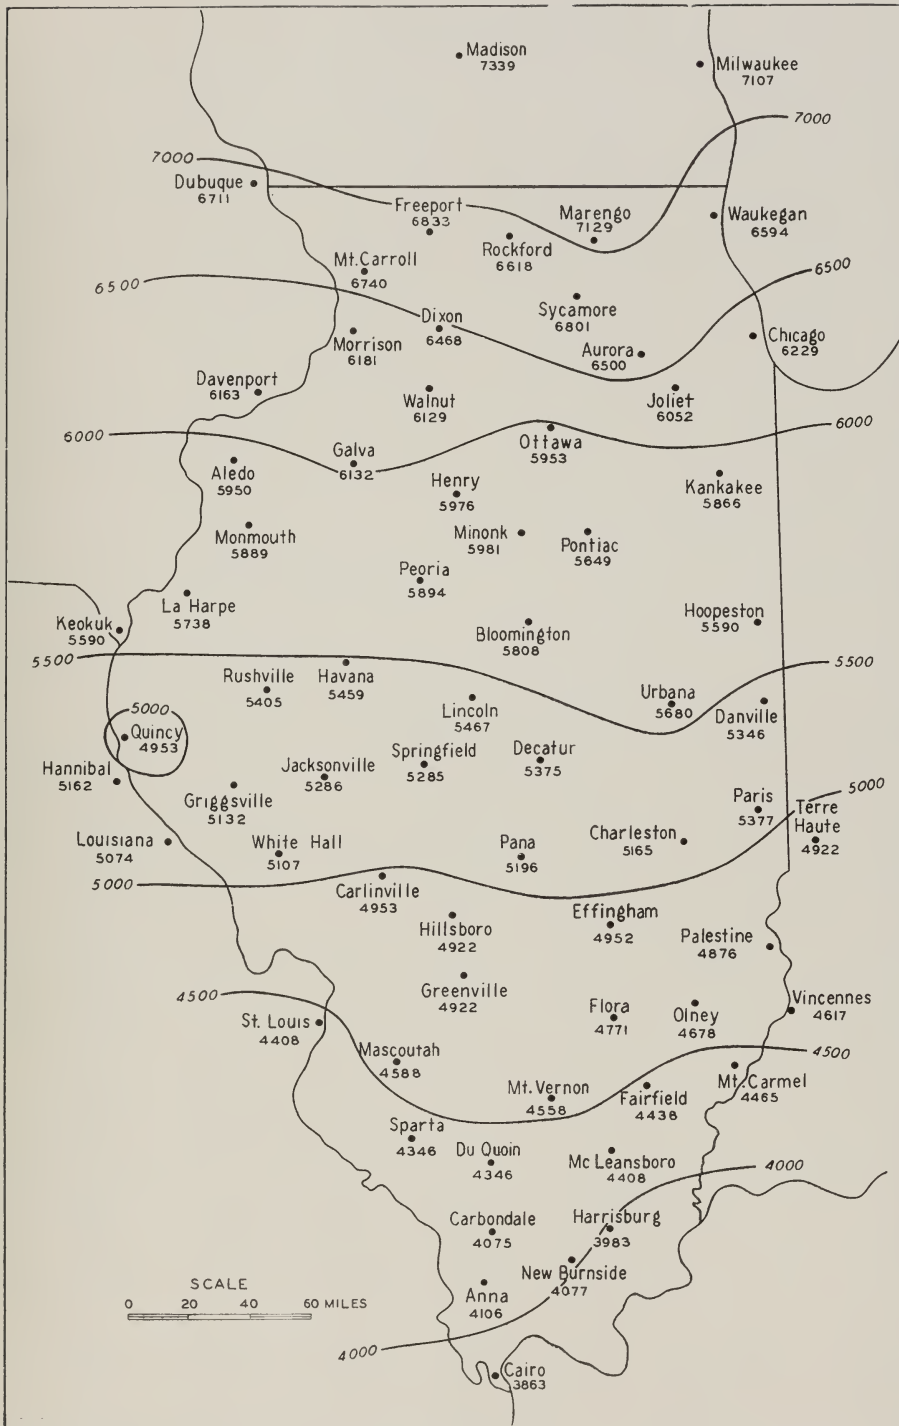 Madison
7339
Milwaukee
7107
7000
7000
Dubuque
6711
Freeport
6833
Marengo
7129
Waukegan
6594
Rockford
6618
Mt. Carroll
6740
6500
6500
Sycamore
6801
Dixon
6468
Morrison
6181
Aurora
6500
Chicago
6229
Davenport
6163
Walnut
6129
Joliet
6052
6000
6000
Ottawa
5953
Galva
6132
Aledo
5950
Henry
5976
Kankakee
5866
Monmouth
5889
Minonk
5981
Pontiac
5649
Peoria
5894
La Harpe
5738
Keokuk
5590
Hoopeston
5590
Bloomington
5808
5500
5500
Rushville
5405
Havana
5459
Urbana
5680
Lincoln
5467
Danville
5346
5000
Quincy
4953
Springfield
5285
Decatur
5375
Hannibal
5162
Jacksonville
5286
Griggsville
5132
5000
Paris
5377
Terre
Haute
4922
Louisiana
5074
White Hall
5107
Pana
5196
Charleston
5165
5000
Carlinville
4953
Hillsboro
4922
Effingham
4952
Palestine
4876
Greenville
4922
4500
St. Louis
4408
Flora
4771
Olney
4678
Vincennes
4617
Mascoutah
4588
4500
Mt. Vernon
4558
Fairfield
4438
Mt. Carmel
4465
Sparta
4346
Du Quoin
4346
Mc Leansboro
4408
4000
Carbondale
4075
Harrisburg
3983
New Burnside
4077
Anna
4106
SCALE
0 20 40 60 MILES
4000
Cairo
3863